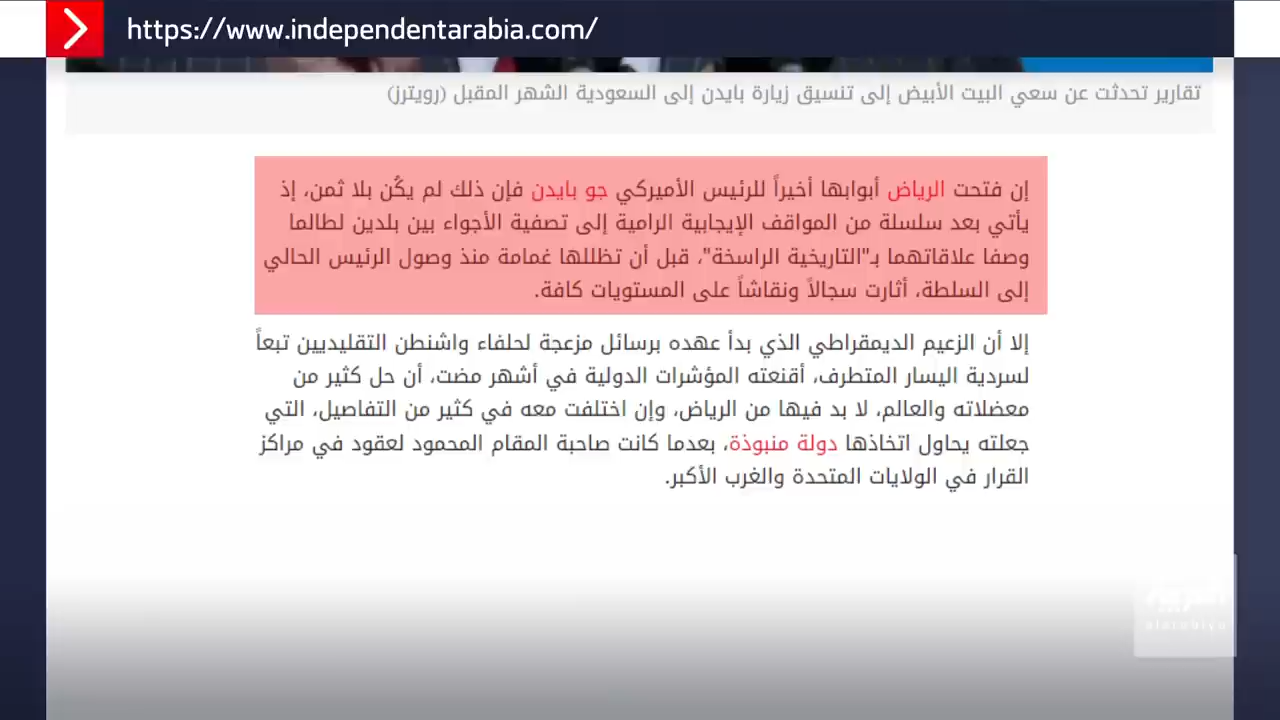 https://www.independentarabia.com/
تقارير تحدثت عن سعي البيت الأبيض إلى تنسيق زيارة بايدن إلى السعودية الشهر المقبل (رويترز)
إن فتحت الرياض أبوابها أخيراً للرئيس الأميركي جو بايدن فإن ذلك لم يكُن بلا ثمن، إذ
يأتي بعد سلسلة من المواقف الإيجابية الرامية إلى تصفية الأجواء بين بلدين لطالما
وصفا علاقاتهما بـ"التاريخية الراسخة"، قبل أن تظللها غمامة منذ وصول الرئيس الحالي
إلى السلطة، أثارت سجالاً ونقاشاً على المستويات كافة.
إلا أن الزعيم الديمقراطي الذي بدأ عهده برسائل مزعجة لحلفاء واشنطن التقليديين تبعاً
لسردية اليسار المتطرف، أقنعته المؤشرات الدولية في أشهر مضت، أن حل كثير من
معضلاته والعالم، لا بد فيها من الرياض، وإن اختلفت معه في كثير من التفاصيل، التي
جعلته يحاول اتخاذها دولة منبوذة، بعدما كانت صاحبة المقام المحمود لعقود في مراكز
القرار في الولايات المتحدة والغرب الأكبر.
العربية
alarabiya